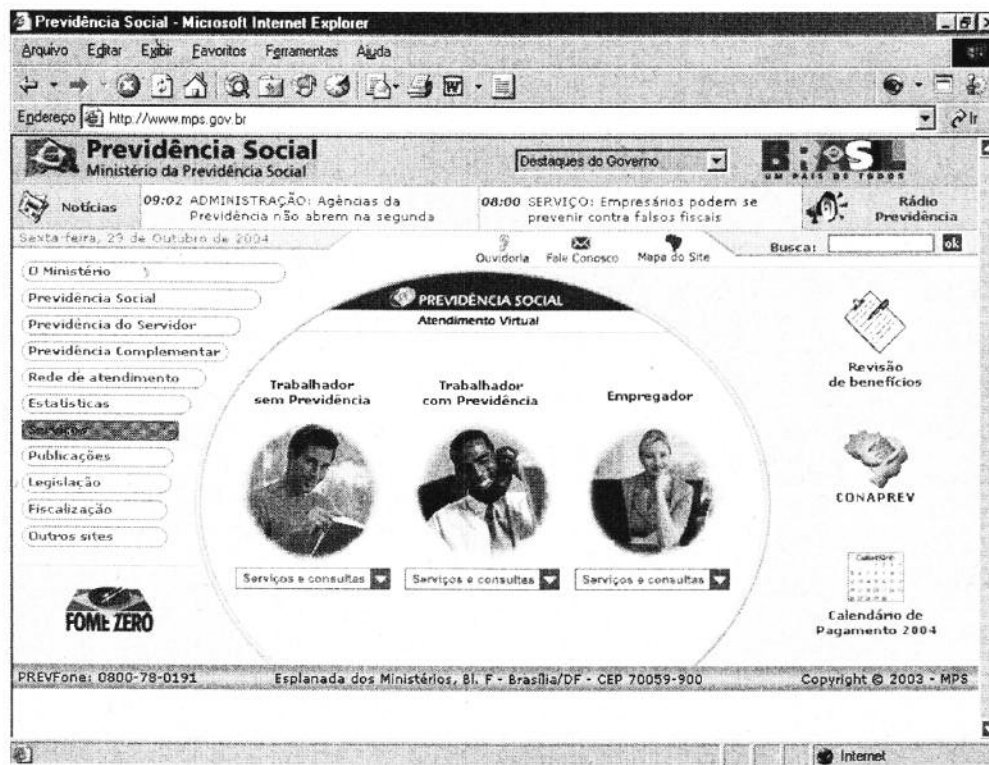 Previdência Social - Microsoft Internet Explorer
Arquivo Editar Exibir Favoritos Ferramentas Ajuda
Endereço http://www.mps.gov.br Ir
Previdência Social
Ministério da Previdência Social
Destaques do Governo
BRASIL
UM PAÍS DE TODOS
Notícias
09:02 ADMINISTRAÇÃO: Agências da
Previdência não abrem na segunda
08:00 SERVIÇO: Empresários podem se
prevenir contra falsos fiscais
Rádio
Previdência
Sexta-feira, 29 de Outubro de 2004
Ouvidoria Fale Conosco Mapa do Site
Busca: ok
O Ministério
Previdência Social
Previdência do Servidor
Previdência Complementar
Rede de atendimento
Estatísticas
Serviços
Publicações
Legislação
Fiscalização
Outros sites
FOME ZERO
PREVIDÊNCIA SOCIAL
Atendimento Virtual
Trabalhador
sem Previdência
Serviços e consultas
Trabalhador
com Previdência
Serviços e consultas
Empregador
Serviços e consultas
Revisão
de benefícios
CONAPREV
Calendário
Calendário de
Pagamento 2004
PREVFone: 0800-78-0191 Esplanada dos Ministérios, Bl. F - Brasília/DF - CEP 70059-900 Copyright © 2003 - MPS
Internet